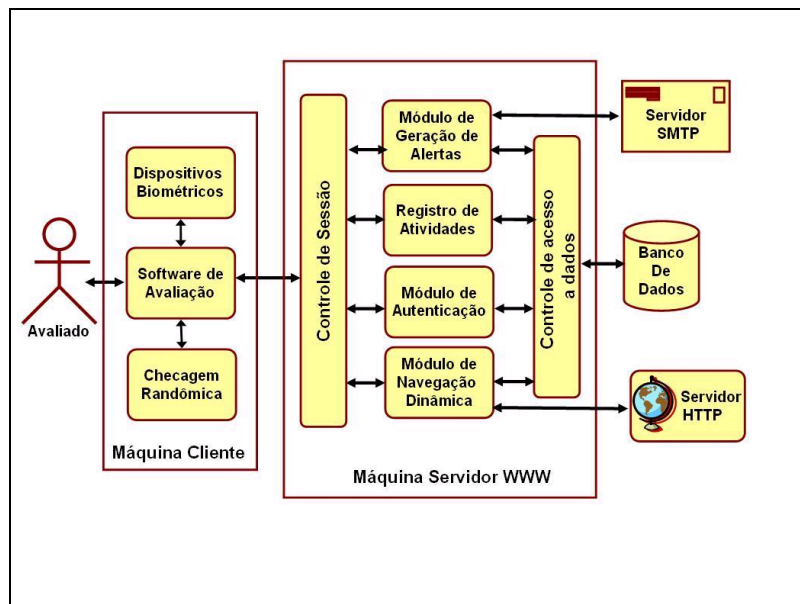 Avaliado
Dispositivos
Biométricos
Software de
Avaliação
Checagem
Randômica
Máquina Cliente
Controle de Sessão
Módulo de
Geração de
Alertas
Registro de
Atividades
Módulo de
Autenticação
Módulo de
Navegação
Dinâmica
Controle de acesso
a dados
Máquina Servidor WWW
Servidor
SMTP
Banco
De
Dados
Servidor
HTTP